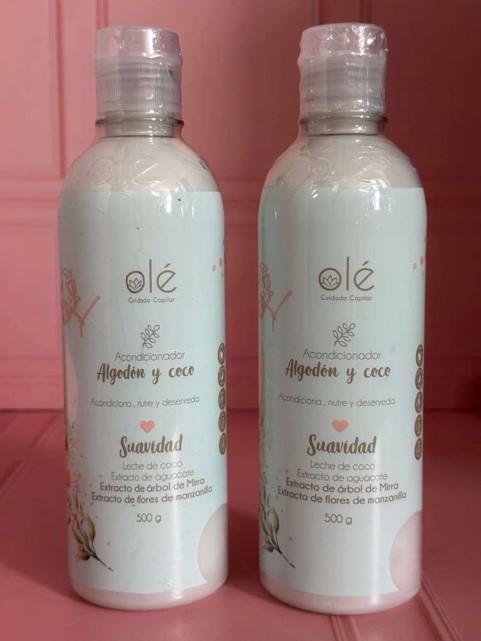 olé
Cuidado Capilar
Acondicionador
Algodón y coco
Acondiciona, nutre y desenreda
Suavidad
Leche de coco
Extracto de aguacate
Extracto de árbol de Mirra
Extracto de flores de manzanilla
500 g
olé
Cuidado Capilar
Acondicionador
Algodón y coco
Acondiciona, nutre y desenreda
Suavidad
Leche de coco
Extracto de aguacate
Extracto de árbol de Mirra
Extracto de flores de manzanilla
500 g